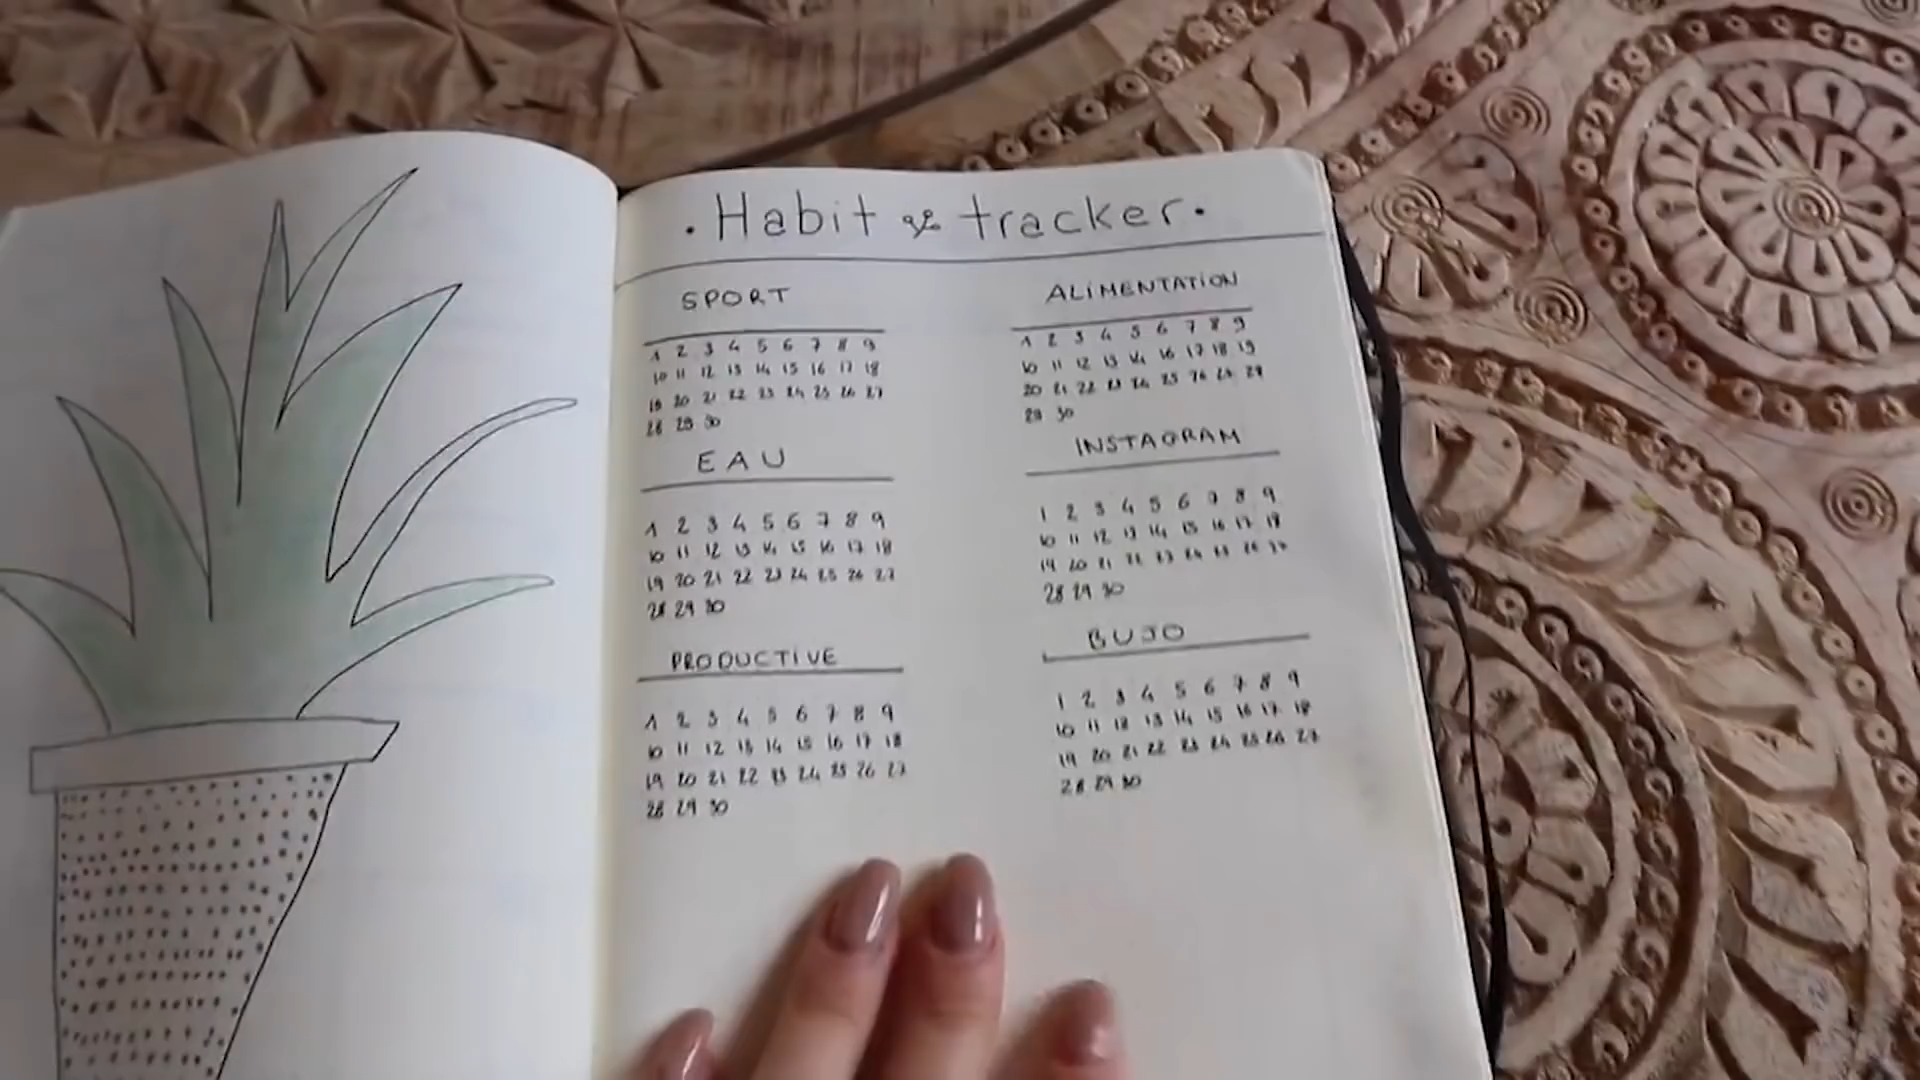 · Habit & tracker ·
SPORT
1 2 3 4 5 6 7 8 9
10 11 12 13 14 15 16 17 18
19 20 21 22 23 24 25 26 27
28 29 30
EAU
1 2 3 4 5 6 7 8 9
10 11 12 13 14 15 16 17 18
19 20 21 22 23 24 25 26 27
28 29 30
PRODUCTIVE
1 2 3 4 5 6 7 8 9
10 11 12 13 14 15 16 17 18
19 20 21 22 23 24 25 26 27
28 29 30
ALIMENTATION
1 2 3 4 5 6 7 8 9
10 11 12 13 14 16 17 18 19
20 21 22 23 24 25 26 27 28
29 30
INSTAGRAM
1 2 3 4 5 6 7 8 9
10 11 12 13 14 15 16 17 18
19 20 21 22 23 24 25 26 27
28 29 30
BUJO
1 2 3 4 5 6 7 8 9
10 11 12 13 14 15 16 17 18
19 20 21 22 23 24 25 26 27
28 29 30